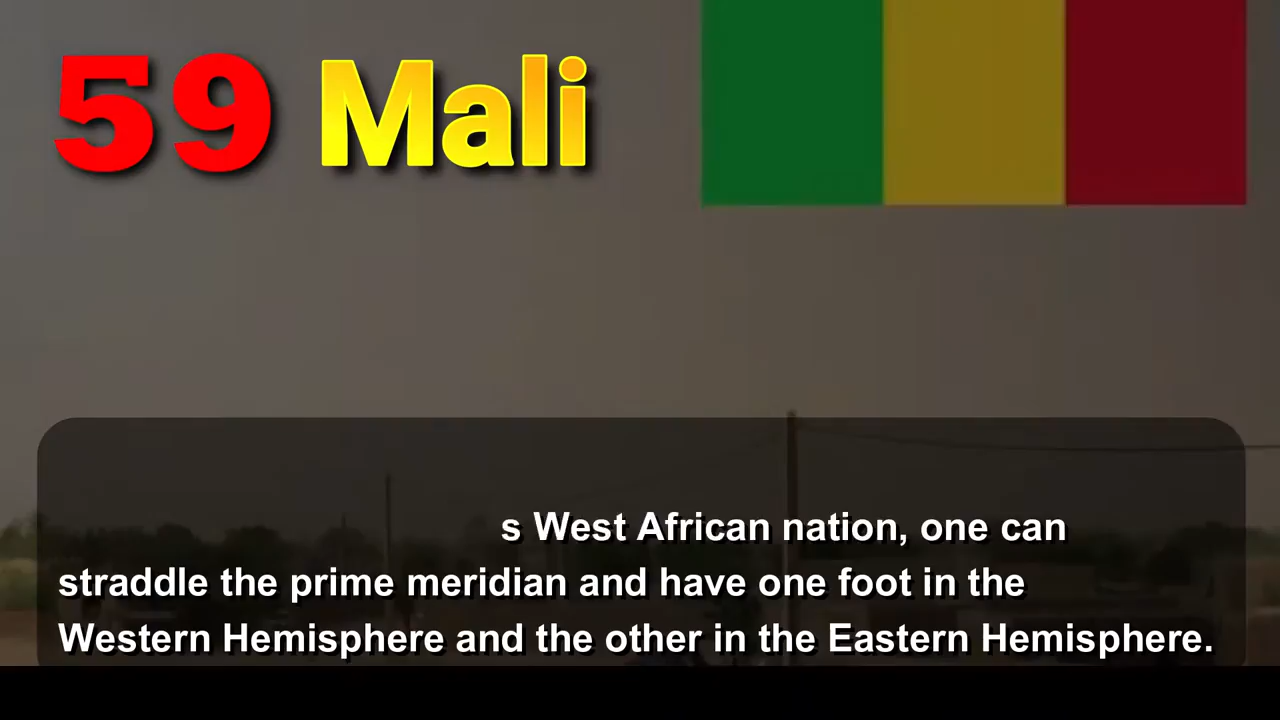 59 Mali
s West African nation, one can
straddle the prime meridian and have one foot in the
Western Hemisphere and the other in the Eastern Hemisphere.